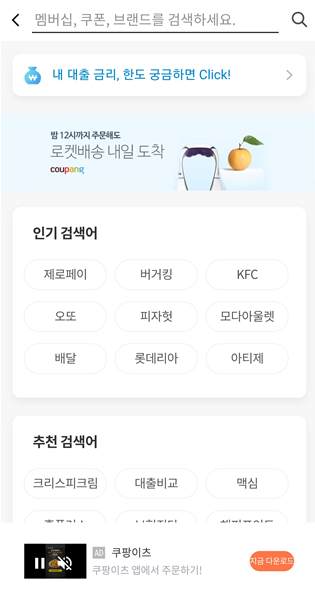 멤버십, 쿠폰, 브랜드를 검색하세요.
내 대출 금리, 한도 궁금하면 Click!
밤 12시까지 주문해도
로켓배송 내일 도착
coupang
인기 검색어
제로페이 버거킹 KFC
오또 피자헛 모다아울렛
배달 롯데리아 아티제
추천 검색어
크리스피크림 대출비교 맥심
AD 쿠팡이츠
쿠팡이츠 앱에서 주문하기!
지금 다운로드